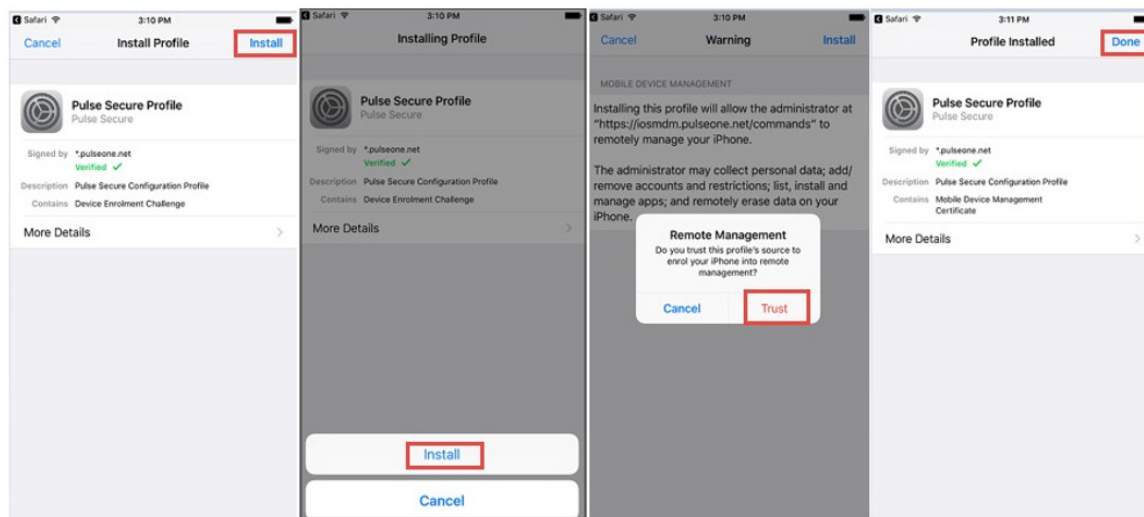 Safari 3:10 PM
Cancel Install Profile Install
Pulse Secure Profile
Pulse Secure
Signed by *.pulseone.net
Verified ✓
Description Pulse Secure Configuration Profile
Contains Device Enrolment Challenge
More Details
Safari 3:10 PM
Installing Profile
Pulse Secure Profile
Pulse Secure
Signed by *.pulseone.net
Verified ✓
Description Pulse Secure Configuration Profile
Contains Device Enrolment Challenge
More Details
Install
Cancel
Safari 3:10 PM
Cancel Warning Install
MOBILE DEVICE MANAGEMENT
Installing this profile will allow the administrator at
“https://iosmdm.pulseone.net/commands” to
remotely manage your iPhone.
The administrator may collect personal data; add/
remove accounts and restrictions; list, install and
manage apps; and remotely erase data on your
iPhone.
Remote Management
Do you trust this profile's source to
enrol your iPhone into remote
management?
Cancel Trust
Safari 3:11 PM
Profile Installed Done
Pulse Secure Profile
Pulse Secure
Signed by *.pulseone.net
Verified ✓
Description Pulse Secure Configuration Profile
Contains Mobile Device Management
Certificate
More Details